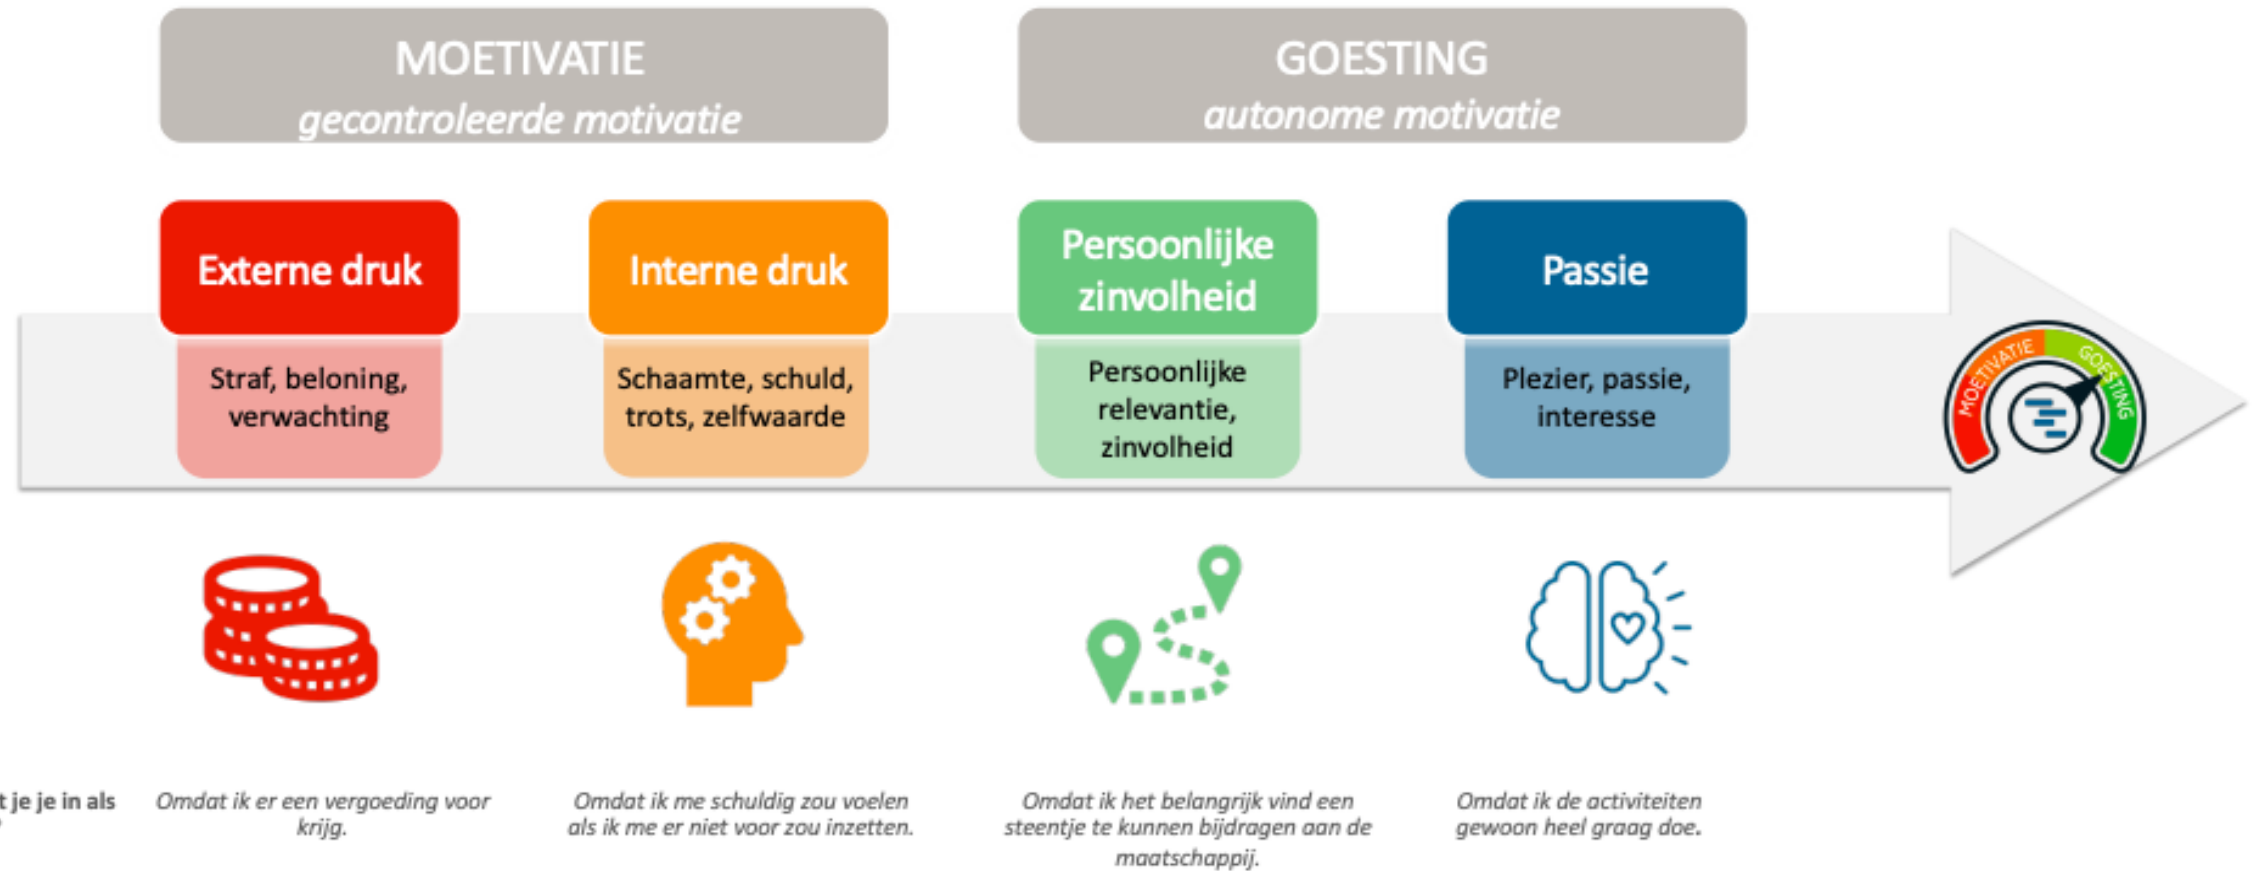 MOETIVATIE
gecontroleerde motivatie
GOESTING
autonome motivatie
Externe druk
Straf, beloning,
verwachting
Interne druk
Schaamte, schuld,
trots, zelfwaarde
Persoonlijke
zinvolheid
Persoonlijke
relevantie,
zinvolheid
Passie
Plezier, passie,
interesse
MOETIVATIE
GOESTING
je je in als
Omdat ik er een vergoeding voor
krijg.
Omdat ik me schuldig zou voelen
als ik me er niet voor zou inzetten.
Omdat ik het belangrijk vind een
steentje te kunnen bijdragen aan de
maatschappij.
Omdat ik de activiteiten
gewoon heel graag doe.